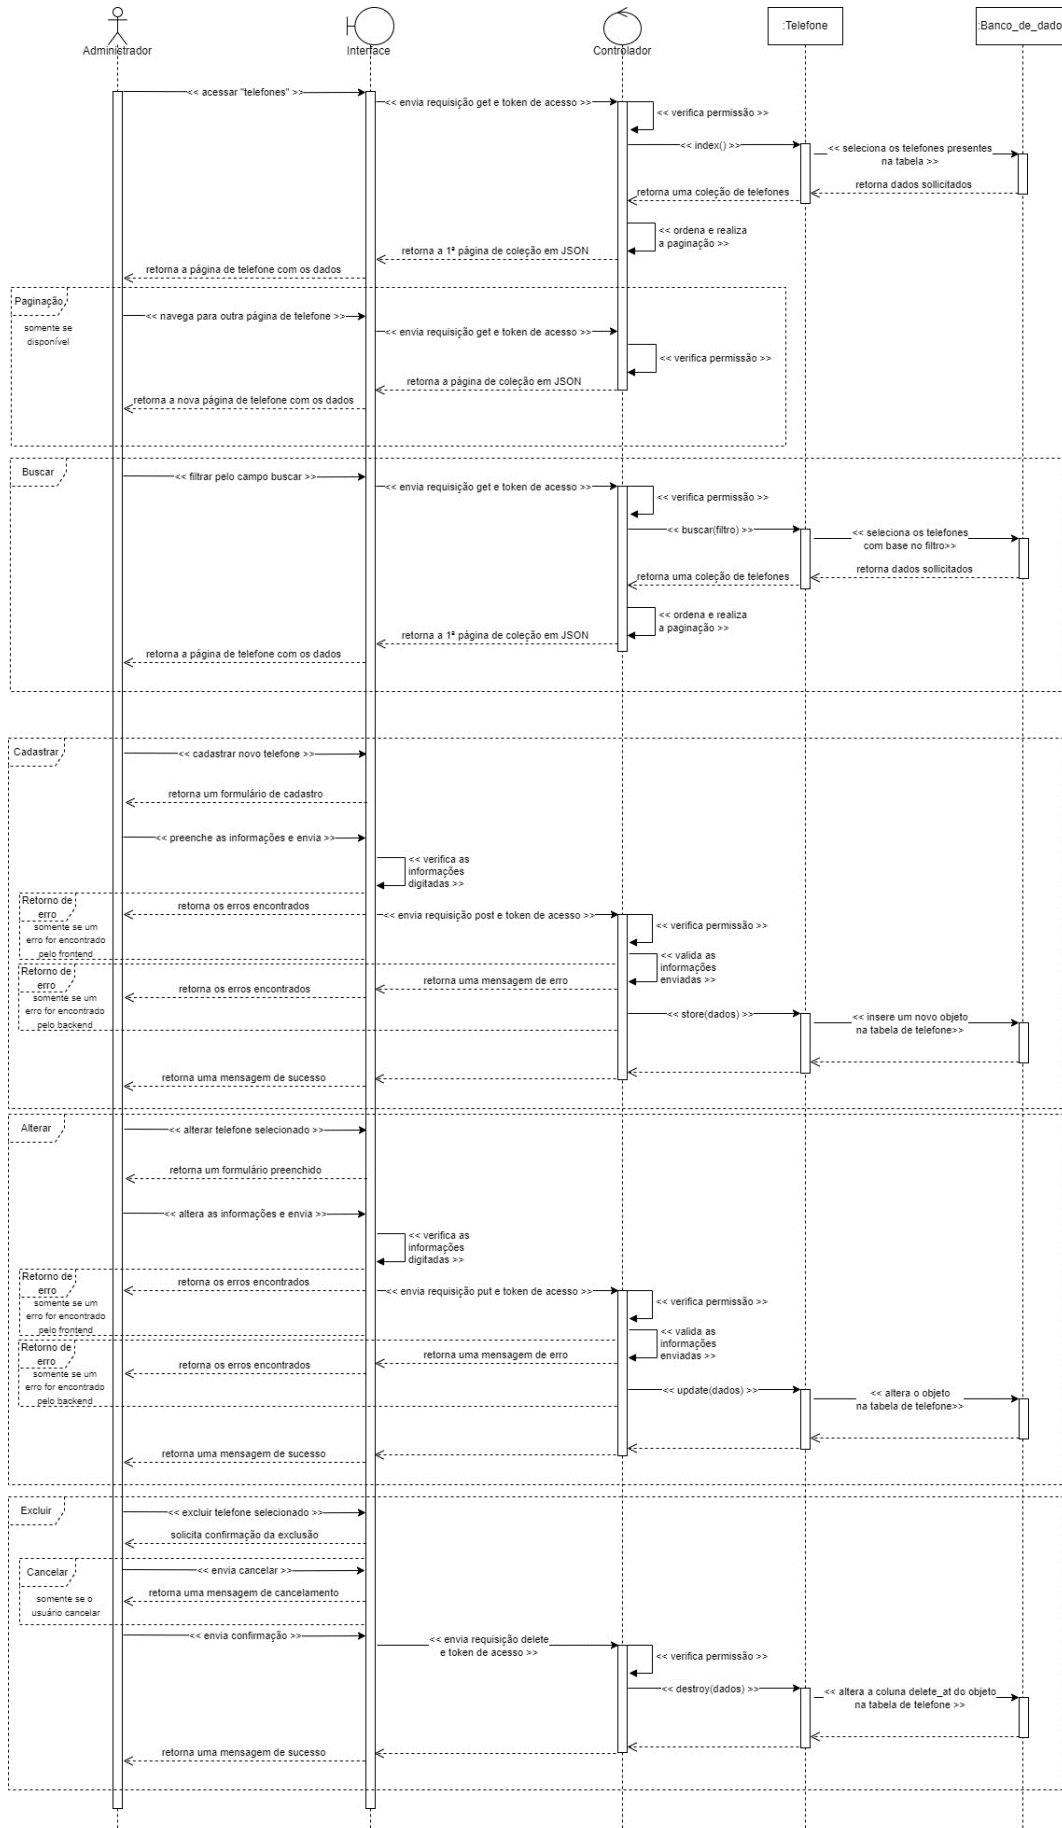 Administrador
Interface
Controlador
:Telefone
:Banco_de_dado
<< acessar "telefones" >>
<< envia requisição get e token de acesso >>
<< verifica permissão >>
<< index() >>
<< seleciona os telefones presentes
na tabela >>
retorna dados sollicitados
retorna uma coleção de telefones
<< ordena e realiza
a paginação >>
retorna a 1ª página de coleção em JSON
retorna a página de telefone com os dados
Paginação
somente se
disponível
<< navega para outra página de telefone >>
<< envia requisição get e token de acesso >>
<< verifica permissão >>
retorna a página de coleção em JSON
retorna a nova página de telefone com os dados
Buscar
<< filtrar pelo campo buscar >>
<< envia requisição get e token de acesso >>
<< verifica permissão >>
<< buscar(filtro) >>
<< seleciona os telefones
com base no filtro>>
retorna dados sollicitados
retorna uma coleção de telefones
<< ordena e realiza
a paginação >>
retorna a 1ª página de coleção em JSON
retorna a página de telefone com os dados
Cadastrar
<< cadastrar novo telefone >>
retorna um formulário de cadastro
<< preenche as informações e envia >>
<< verifica as
informações
digitadas >>
Retorno de
erro
somente se um
erro for encontrado
pelo frontend
retorna os erros encontrados
<< envia requisição post e token de acesso >>
<< verifica permissão >>
<< valida as
informações
enviadas >>
Retorno de
erro
somente se um
erro for encontrado
pelo backend
retorna uma mensagem de erro
retorna os erros encontrados
<< store(dados) >>
<< insere um novo objeto
na tabela de telefone>>
retorna uma mensagem de sucesso
Alterar
<< alterar telefone selecionado >>
retorna um formulário preenchido
<< altera as informações e envia >>
<< verifica as
informações
digitadas >>
Retorno de
erro
somente se um
erro for encontrado
pelo frontend
retorna os erros encontrados
<< envia requisição put e token de acesso >>
<< verifica permissão >>
<< valida as
informações
enviadas >>
Retorno de
erro
somente se um
erro for encontrado
pelo backend
retorna uma mensagem de erro
retorna os erros encontrados
<< update(dados) >>
<< altera o objeto
na tabela de telefone>>
retorna uma mensagem de sucesso
Excluir
<< excluir telefone selecionado >>
solicita confirmação da exclusão
Cancelar
somente se o
usuário cancelar
<< envia cancelar >>
retorna uma mensagem de cancelamento
<< envia confirmação >>
<< envia requisição delete
e token de acesso >>
<< verifica permissão >>
<< destroy(dados) >>
<< altera a coluna delete_at do objeto
na tabela de telefone >>
retorna uma mensagem de sucesso